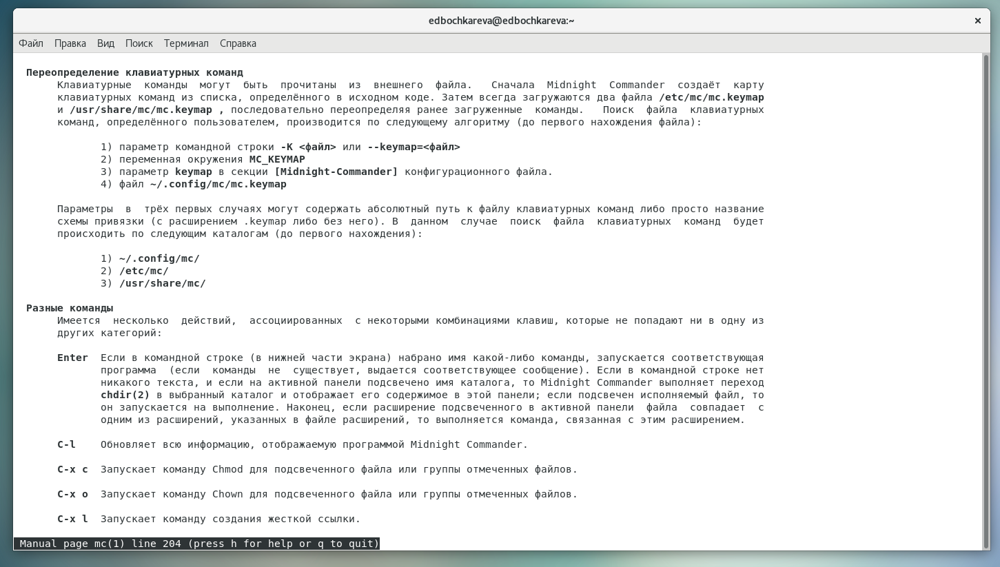 edbochkareva@edbochkareva:~ ×
Файл Правка Вид Поиск Терминал Справка
Переопределение клавиатурных команд
Клавиатурные команды могут быть прочитаны из внешнего файла. Сначала Midnight Commander создаёт карту
клавиатурных команд из списка, определённого в исходном коде. Затем всегда загружаются два файла /etc/mc/mc.keymap
и /usr/share/mc/mc.keymap , последовательно переопределяя ранее загруженные команды. Поиск файла клавиатурных
команд, определённого пользователем, производится по следующему алгоритму (до первого нахождения файла):
1) параметр командной строки -K <файл> или --keymap=<файл>
2) переменная окружения MC_KEYMAP
3) параметр keymap в секции [Midnight-Commander] конфигурационного файла.
4) файл ~/.config/mc/mc.keymap
Параметры в трёх первых случаях могут содержать абсолютный путь к файлу клавиатурных команд либо просто название
схемы привязки (с расширением .keymap либо без него). В данном случае поиск файла клавиатурных команд будет
происходить по следующим каталогам (до первого нахождения):
1) ~/.config/mc/
2) /etc/mc/
3) /usr/share/mc/
Разные команды
Имеется несколько действий, ассоциированных с некоторыми комбинациями клавиш, которые не попадают ни в одну из
других категорий:
Enter Если в командной строке (в нижней части экрана) набрано имя какой-либо команды, запускается соответствующая
программа (если команды не существует, выдается соответствующее сообщение). Если в командной строке нет
никакого текста, и если на активной панели подсвечено имя каталога, то Midnight Commander выполняет переход
chdir(2) в выбранный каталог и отображает его содержимое в этой панели; если подсвечен исполняемый файл, то
он запускается на выполнение. Наконец, если расширение подсвеченного в активной панели файла совпадает с
одним из расширений, указанных в файле расширений, то выполняется команда, связанная с этим расширением.
C-l Обновляет всю информацию, отображаемую программой Midnight Commander.
C-x c Запускает команду Chmod для подсвеченного файла или группы отмеченных файлов.
C-x o Запускает команду Chown для подсвеченного файла или группы отмеченных файлов.
C-x l Запускает команду создания жесткой ссылки.
Manual page mc(1) line 204 (press h for help or q to quit)